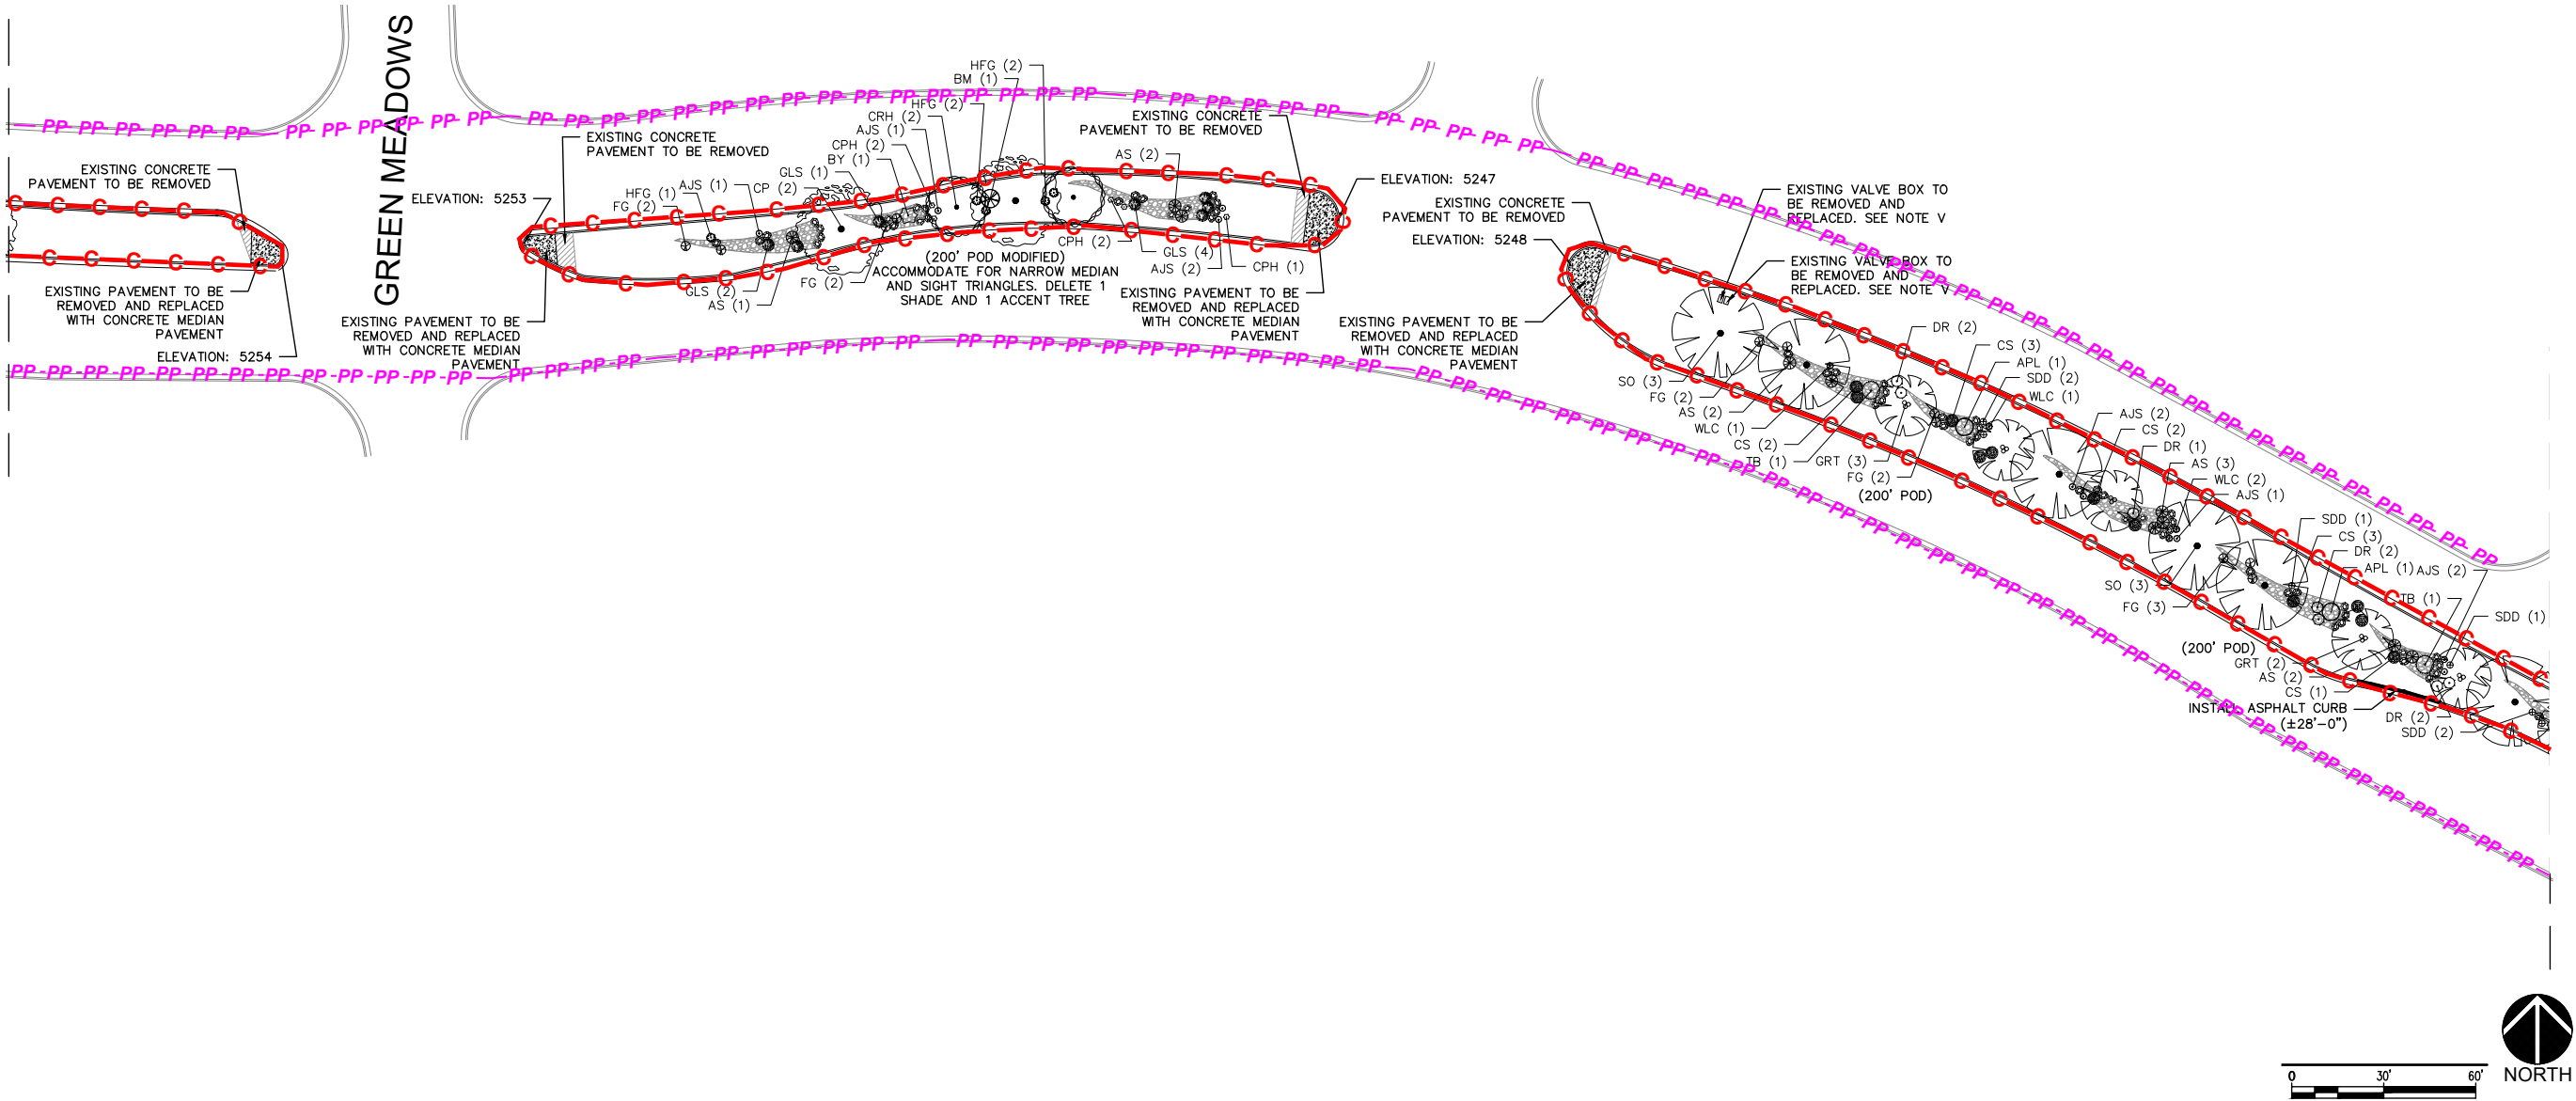 GREEN MEADOWS
EXISTING CONCRETE
PAVEMENT TO BE REMOVED
EXISTING PAVEMENT TO BE
REMOVED AND REPLACED
WITH CONCRETE MEDIAN
PAVEMENT
ELEVATION: 5254
ELEVATION: 5253
EXISTING CONCRETE
PAVEMENT TO BE REMOVED
EXISTING PAVEMENT TO BE
REMOVED AND REPLACED
WITH CONCRETE MEDIAN
PAVEMENT
HFG (2)
BM (1)
HFG (2)
CRH (2)
AJS (1)
CPH (2)
BY (1)
GLS (1)
CP (2)
AJS (1)
HFG (1)
FG (2)
GLS (2)
AS (1)
FG (2)
(200' POD MODIFIED)
ACCOMMODATE FOR NARROW MEDIAN
AND SIGHT TRIANGLES. DELETE 1
SHADE AND 1 ACCENT TREE
EXISTING CONCRETE
PAVEMENT TO BE REMOVED
AS (2)
CPH (2)
GLS (4)
AJS (2)
CPH (1)
EXISTING PAVEMENT TO BE
REMOVED AND REPLACED
WITH CONCRETE MEDIAN
PAVEMENT
ELEVATION: 5247
EXISTING CONCRETE
PAVEMENT TO BE REMOVED
ELEVATION: 5248
EXISTING PAVEMENT TO BE
REMOVED AND REPLACED
WITH CONCRETE MEDIAN
PAVEMENT
EXISTING VALVE BOX TO
BE REMOVED AND
REPLACED. SEE NOTE V
EXISTING VALVE BOX TO
BE REMOVED AND
REPLACED. SEE NOTE V
DR (2)
CS (3)
APL (1)
SDD (2)
WLC (1)
SO (3)
FG (2)
AS (2)
WLC (1)
CS (2)
TB (1)
GRT (3)
FG (2)
(200' POD)
AJS (2)
CS (2)
DR (1)
AS (3)
WLC (2)
AJS (1)
SO (3)
FG (3)
SDD (1)
CS (3)
DR (2)
APL (1)
AJS (2)
TB (1)
SDD (1)
(200' POD)
GRT (2)
AS (2)
CS (1)
INSTALL ASPHALT CURB
(±28'-0")
DR (2)
SDD (2)
0 30' 60'
NORTH